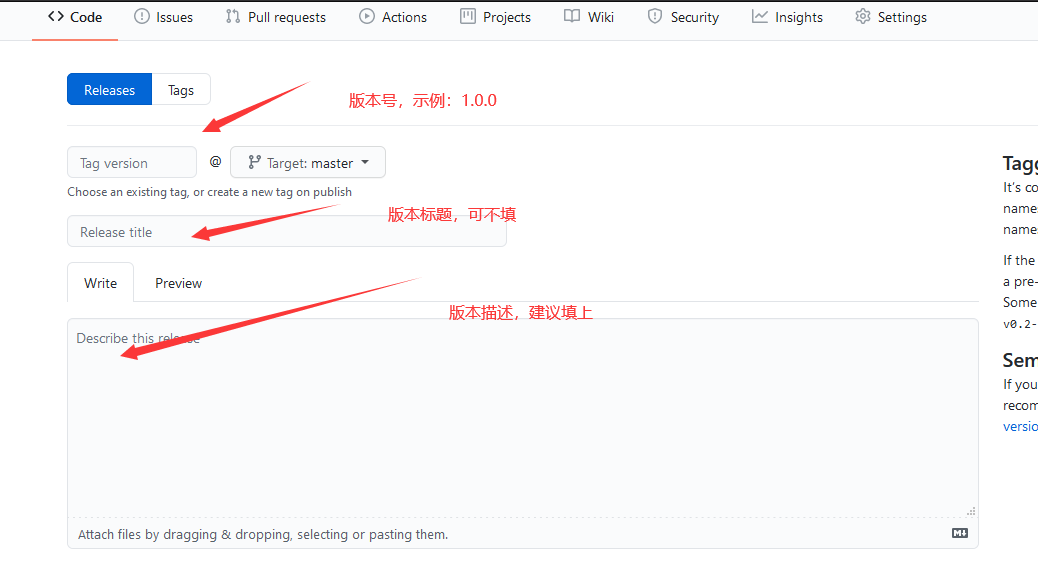 Code Issues Pull requests Actions Projects Wiki Security Insights Settings
Releases Tags
版本号，示例：1.0.0
Tag version @ Target: master
Choose an existing tag, or create a new tag on publish
版本标题，可不填
Release title
Write Preview
版本描述，建议填上
Describe this release
Attach files by dragging & dropping, selecting or pasting them.
Tagg
It's co
names
names
If the
a pre-
Some
v0.2-
Sem
If you
recom
versio